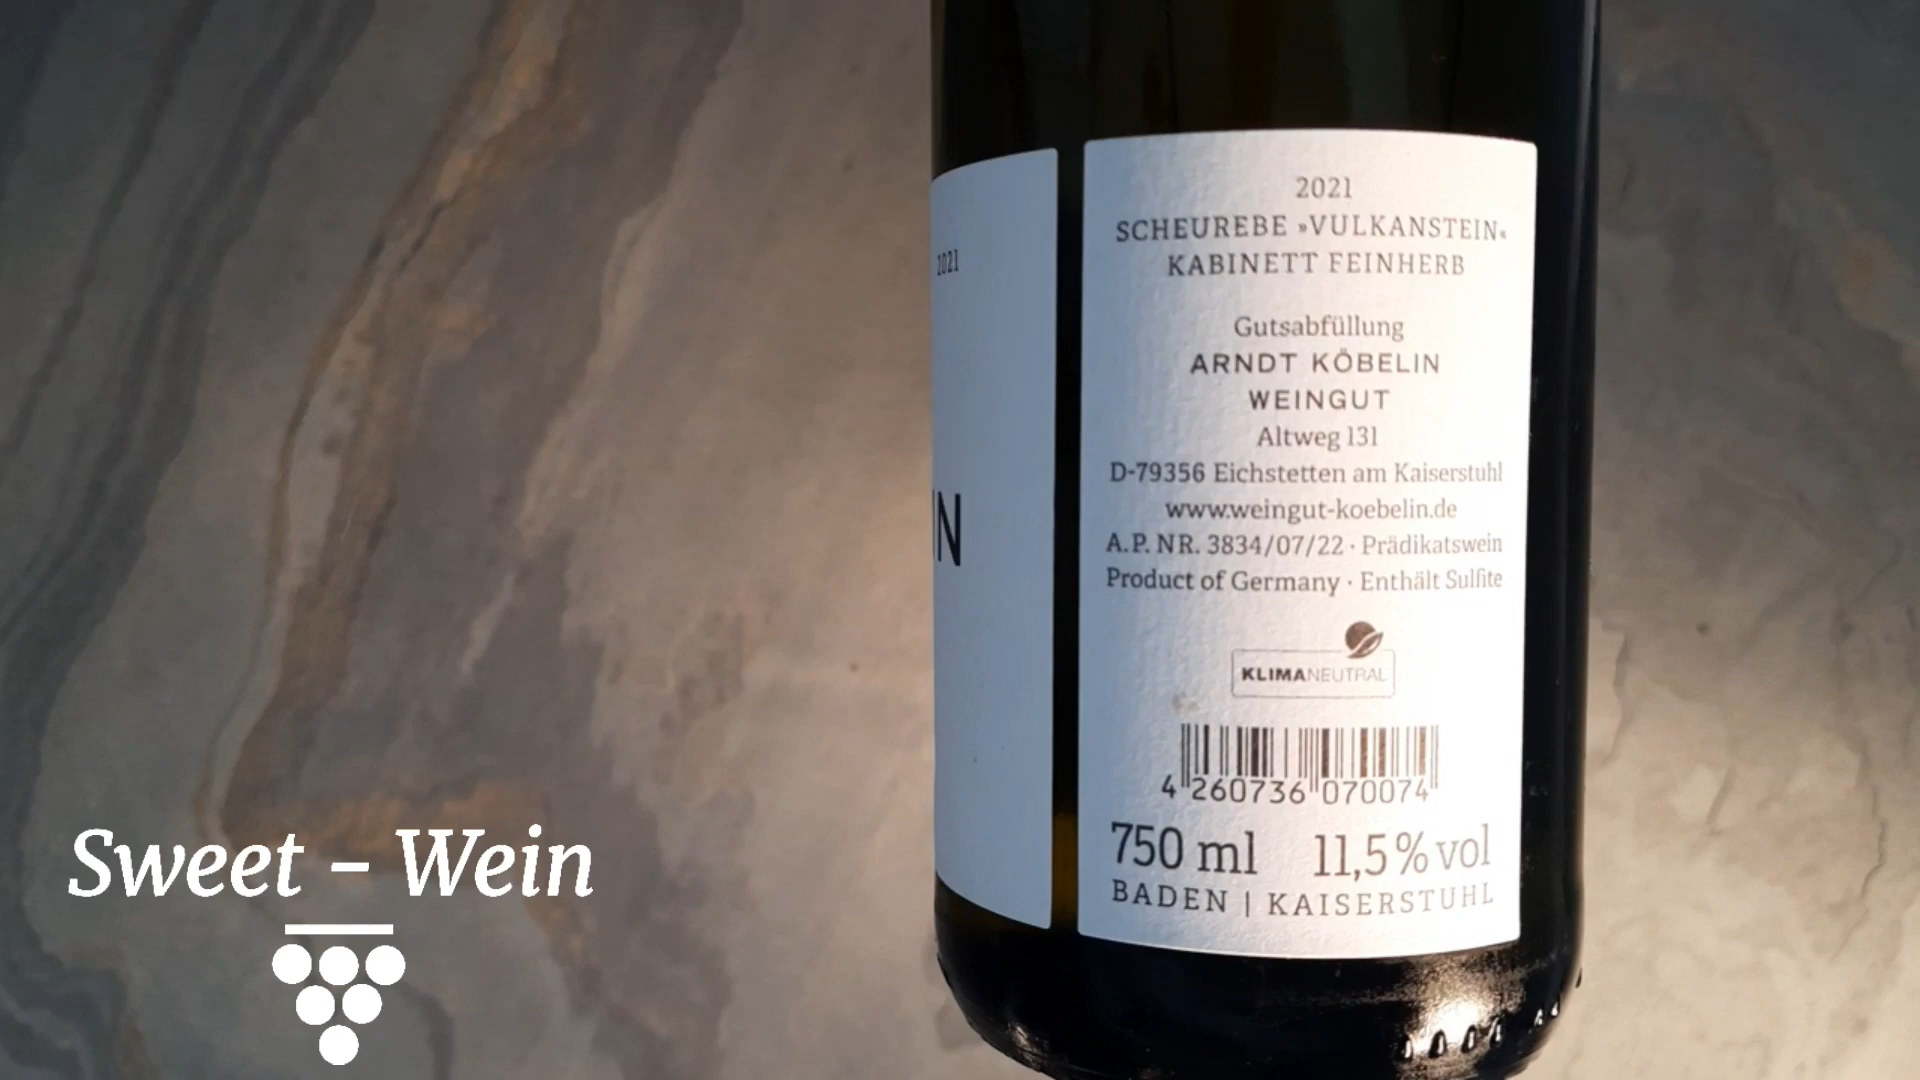 2021
IN
2021
SCHEUREBE »VULKANSTEIN«
KABINETT FEINHERB
Gutsabfüllung
ARNDT KÖBELIN
WEINGUT
Altweg 131
D-79356 Eichstetten am Kaiserstuhl
www.weingut-koebelin.de
A.P. NR. 3834/07/22 · Prädikatswein
Product of Germany · Enthält Sulfite
KLIMANEUTRAL
4 260736 070074
750 ml 11,5% vol
BADEN | KAISERSTUHL
Sweet – Wein